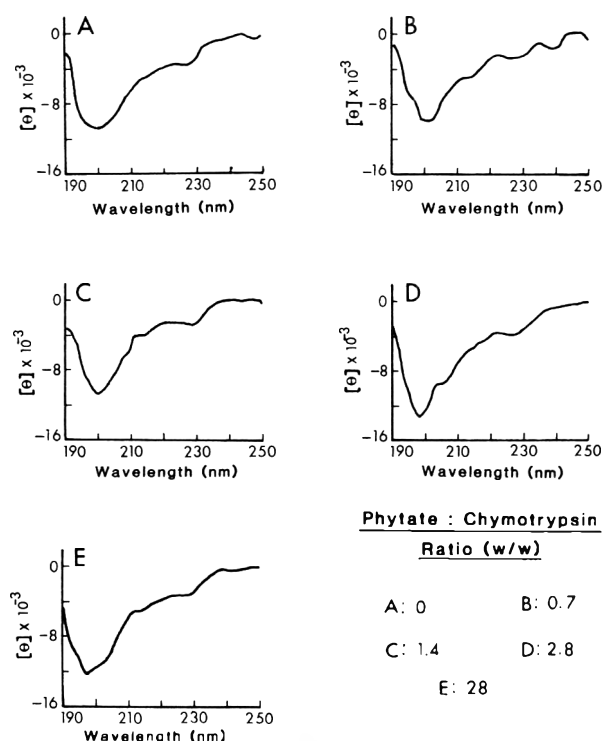 A
0
-8
-16
[θ] x 10⁻³
190 210 230 250
Wavelength (nm)
B
0
-8
-16
[θ] x 10⁻³
190 210 230 250
Wavelength (nm)
C
0
-8
-16
[θ] x 10⁻³
190 210 230 250
Wavelength (nm)
D
0
-8
-16
[θ] x 10⁻³
190 210 230 250
Wavelength (nm)
E
0
-8
-16
[θ] x 10⁻³
190 210 230 250
Wavelength (nm)
Phytate : Chymotrypsin
Ratio (w/w)
A: 0 B: 0.7
C: 1.4 D: 2.8
E: 28